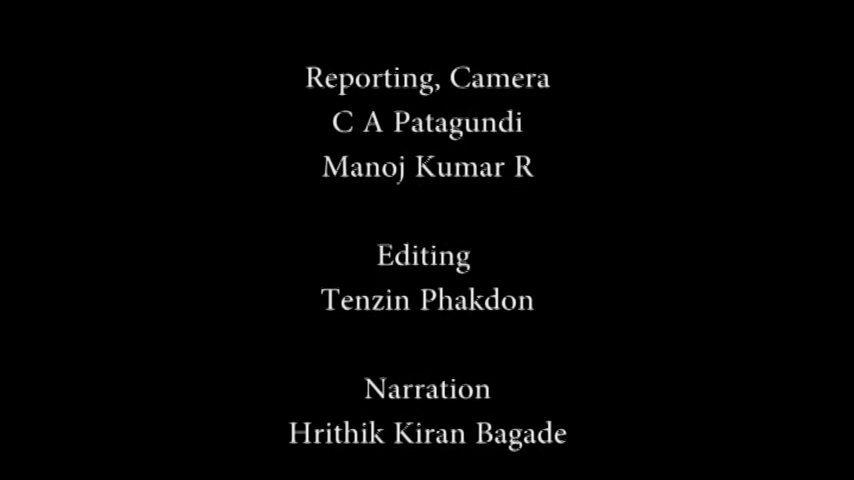 Reporting, Camera
C A Patagundi
Manoj Kumar R
Editing
Tenzin Phakdon
Narration
Hrithik Kiran Bagade